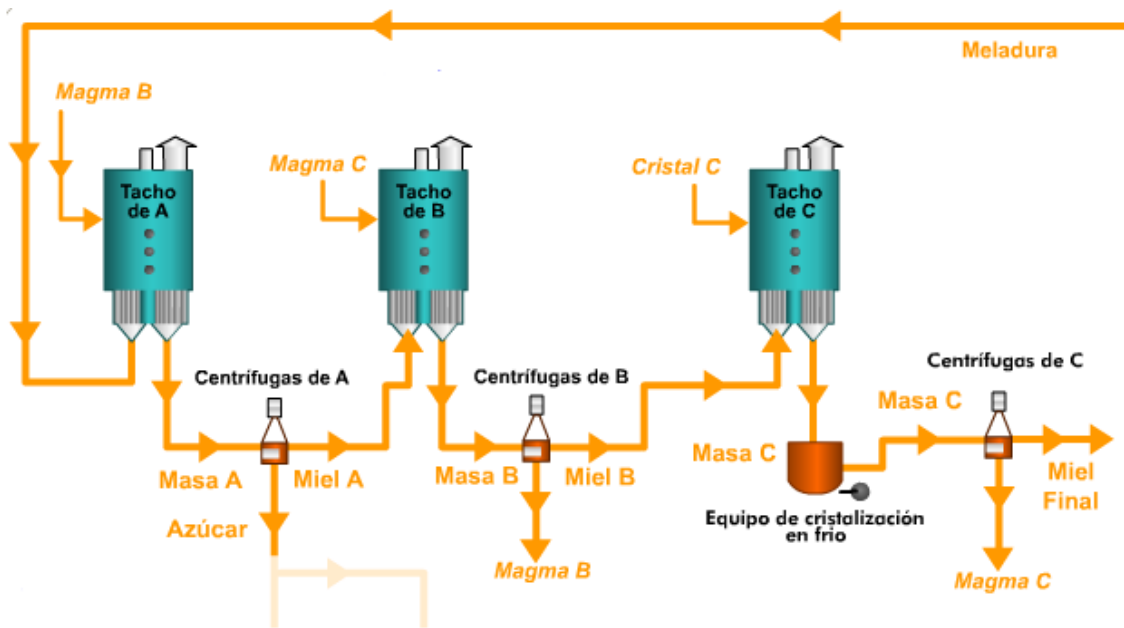 Meladura
Magma B
Magma C
Cristal C
Tacho
de A
Tacho
de B
Tacho
de C
Centrífugas de A
Centrífugas de B
Centrífugas de C
Masa A
Miel A
Masa B
Miel B
Masa C
Masa C
Miel
Final
Azúcar
Equipo de cristalización
en frio
Magma B
Magma C